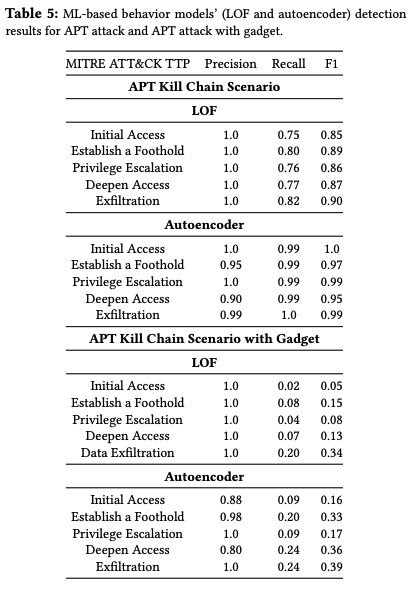 Table 5: ML-based behavior models' (LOF and autoencoder) detection
results for APT attack and APT attack with gadget.
MITRE ATT&CK TTP Precision Recall F1
APT Kill Chain Scenario
LOF
Initial Access 1.0 0.75 0.85
Establish a Foothold 1.0 0.80 0.89
Privilege Escalation 1.0 0.76 0.86
Deepen Access 1.0 0.77 0.87
Exfiltration 1.0 0.82 0.90
Autoencoder
Initial Access 1.0 0.99 1.0
Establish a Foothold 0.95 0.99 0.97
Privilege Escalation 1.0 0.99 0.99
Deepen Access 0.90 0.99 0.95
Exfiltration 0.99 1.0 0.99
APT Kill Chain Scenario with Gadget
LOF
Initial Access 1.0 0.02 0.05
Establish a Foothold 1.0 0.08 0.15
Privilege Escalation 1.0 0.04 0.08
Deepen Access 1.0 0.07 0.13
Data Exfiltration 1.0 0.20 0.34
Autoencoder
Initial Access 0.88 0.09 0.16
Establish a Foothold 0.98 0.20 0.33
Privilege Escalation 1.0 0.09 0.17
Deepen Access 0.80 0.24 0.36
Exfiltration 1.0 0.24 0.39